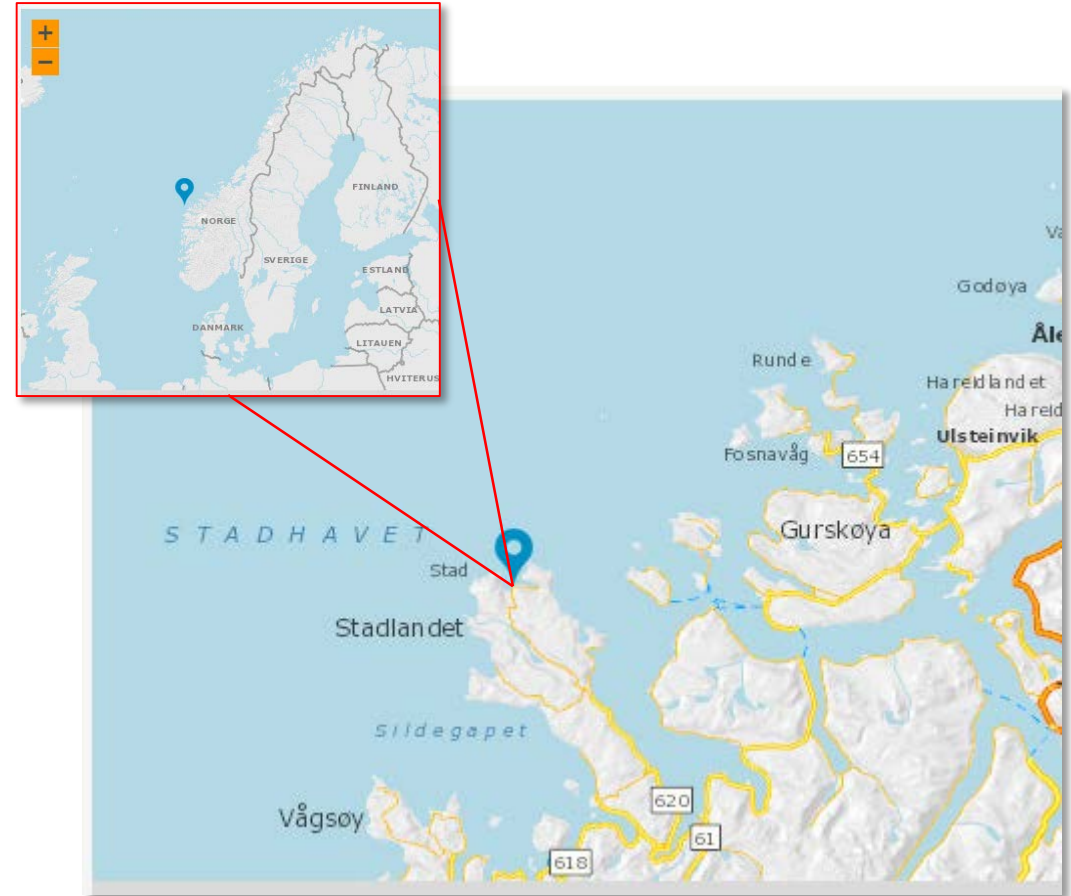 +
−
FINLAND
NORGE
SVERIGE
ESTLAND
LATVIA
DANMARK
LITAUEN
HVITERUS
Va
Godøya
Åle
Runde
Hareidlandet
Hareid
Ulsteinvik
Fosnavåg
654
Gurskøya
STADHAVET
Stad
Stadlandet
Sildegapet
620
Vågsøy
61
618